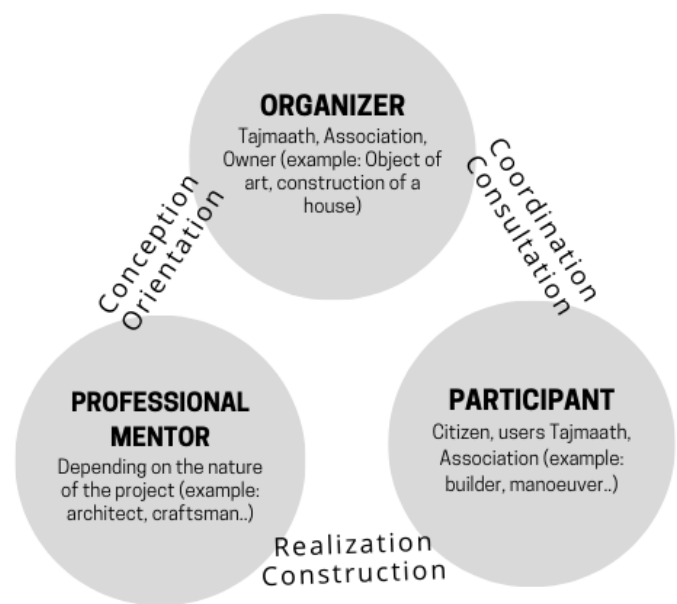 ORGANIZER
Tajmaath, Association,
Owner (example: Object of
art, construction of a
house)
Conception
Orientation
Coordination
Consultation
PROFESSIONAL
MENTOR
Depending on the nature
of the project (example:
architect, craftsman..)
PARTICIPANT
Citizen, users Tajmaath,
Association (example:
builder, manoeuver..)
Realization
Construction